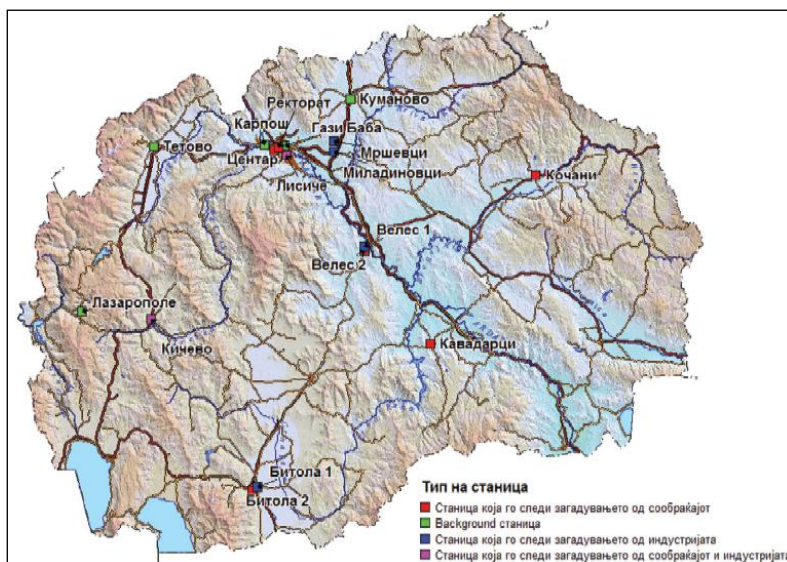 Ректорат
Куманово
Карпош
Гази Баба
Тетово
Центар
Мршевци
Миладиновци
Кочани
Лисиче
Велес 1
Велес 2
Лазарополе
Кичево
Кавадарци
Битола 1
Битола 2
Тип на станица
Станица која го следи загадувањето од сообраќајот
Background станица
Станица која го следи загадувањето од индустријата
Станица која го следи загадувањето од сообраќајот и индустријата